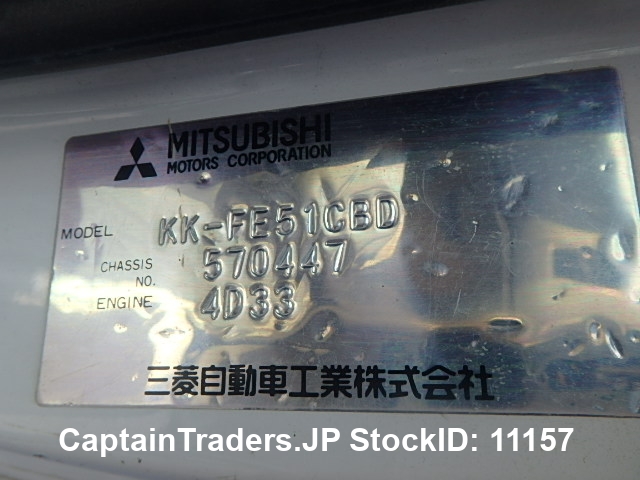 MITSUBISHI
MOTORS CORPORATION
MODEL KK-FE51CBD
CHASSIS NO. 570447
ENGINE 4D33
三菱自動車工業株式会社
CaptainTraders.JP StockID: 11157